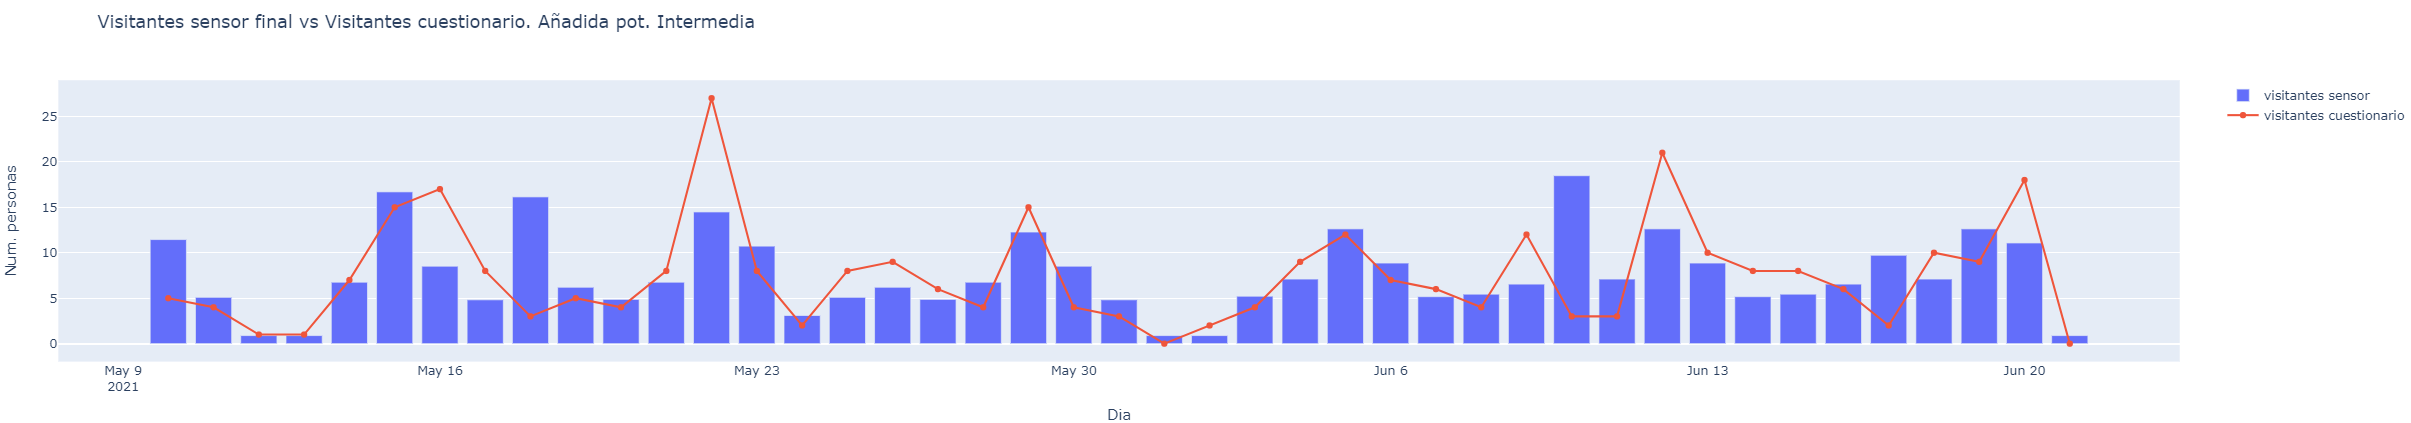 Visitantes sensor final vs Visitantes cuestionario. Añadida pot. Intermedia
visitantes sensor
visitantes cuestionario
Num. personas
25
20
15
10
5
0
May 9
2021
May 16
May 23
May 30
Jun 6
Jun 13
Jun 20
Dia